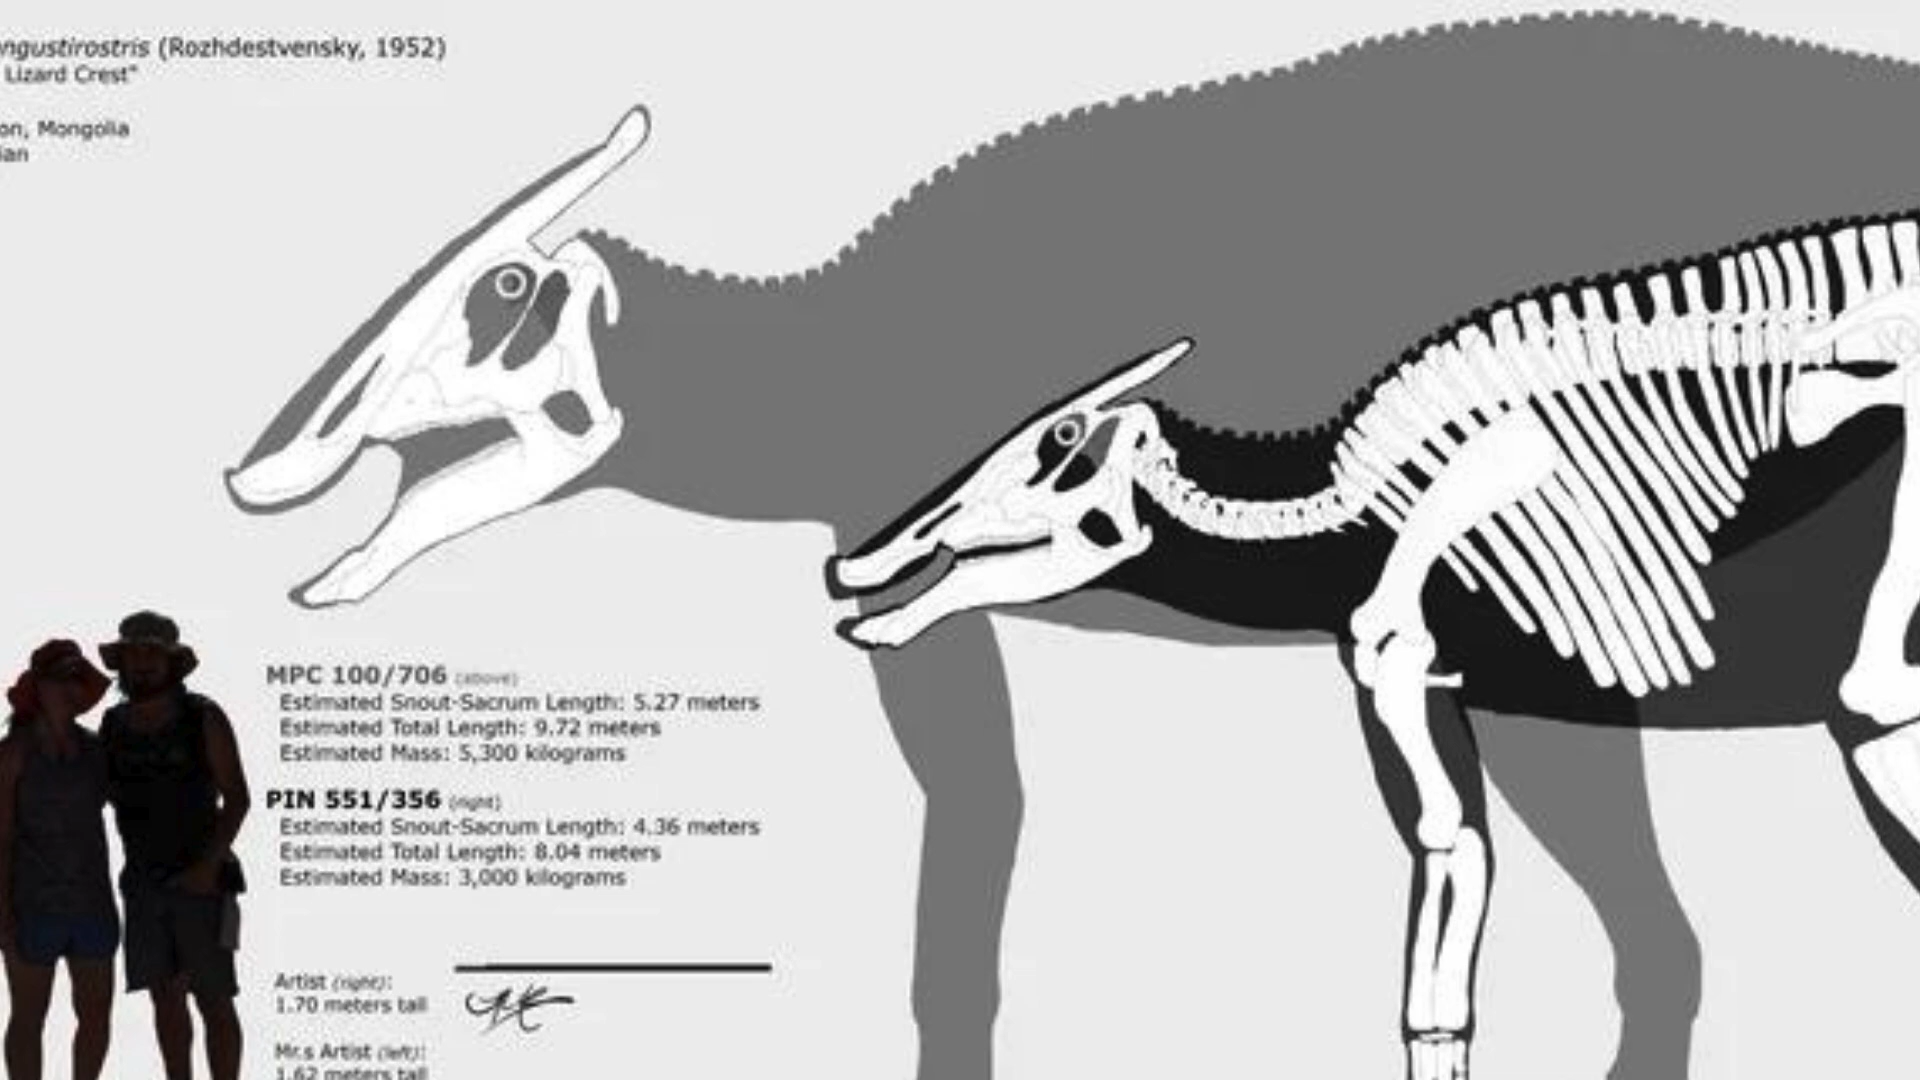 ngustirostris (Rozhdestvensky, 1952)
Lizard Crest"
on, Mongolia
ian
MPC 100/706 (above)
Estimated Snout-Sacrum Length: 5.27 meters
Estimated Total Length: 9.72 meters
Estimated Mass: 5,300 kilograms
PIN 551/356 (right)
Estimated Snout-Sacrum Length: 4.36 meters
Estimated Total Length: 8.04 meters
Estimated Mass: 3,000 kilograms
Artist (right):
1.70 meters tall
Mr.s Artist (left):
1.62 meters tall